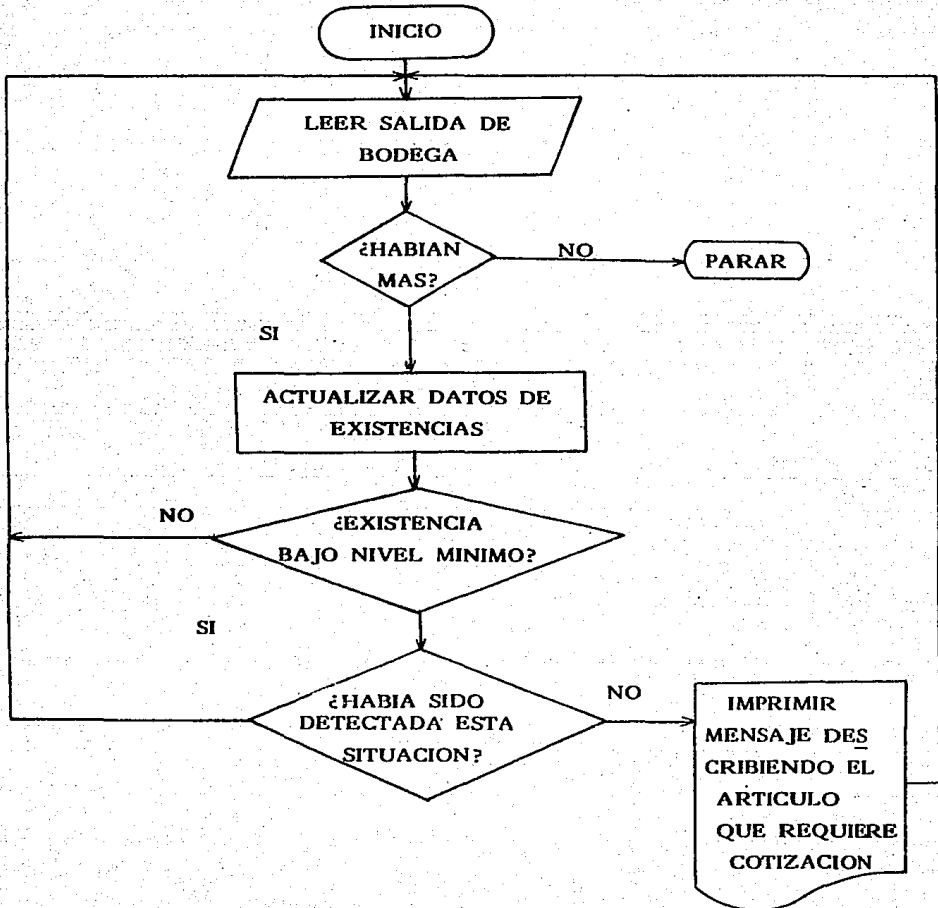 INICIO
LEER SALIDA DE
BODEGA
¿HABIAN
MAS?
NO
PARAR
SI
ACTUALIZAR DATOS DE
EXISTENCIAS
NO
¿EXISTENCIA
BAJO NIVEL MINIMO?
SI
¿HABIA SIDO
DETECTADA ESTA
SITUACION?
NO
IMPRIMIR
MENSAJE DES
CRIBIENDO EL
ARTICULO
QUE REQUIERE
COTIZACION